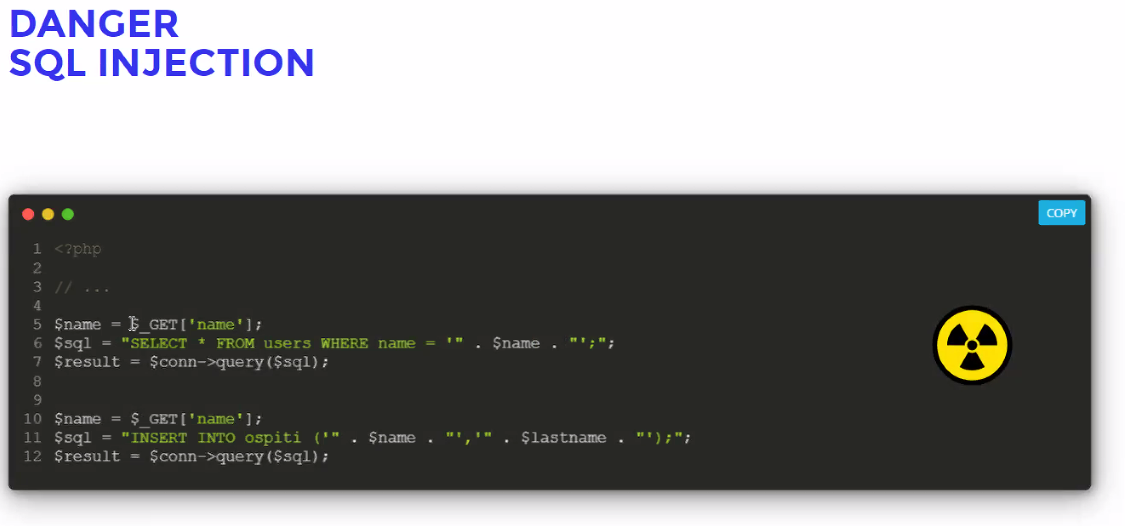 DANGER
SQL INJECTION
COPY
1 <?php
2
3 // ...
4
5 $name = $_GET['name'];
6 $sql = "SELECT * FROM users WHERE name = '" . $name . "';";
7 $result = $conn->query($sql);
8
9
10 $name = $_GET['name'];
11 $sql = "INSERT INTO ospiti ('" . $name . "','" . $lastname . "');";
12 $result = $conn->query($sql);